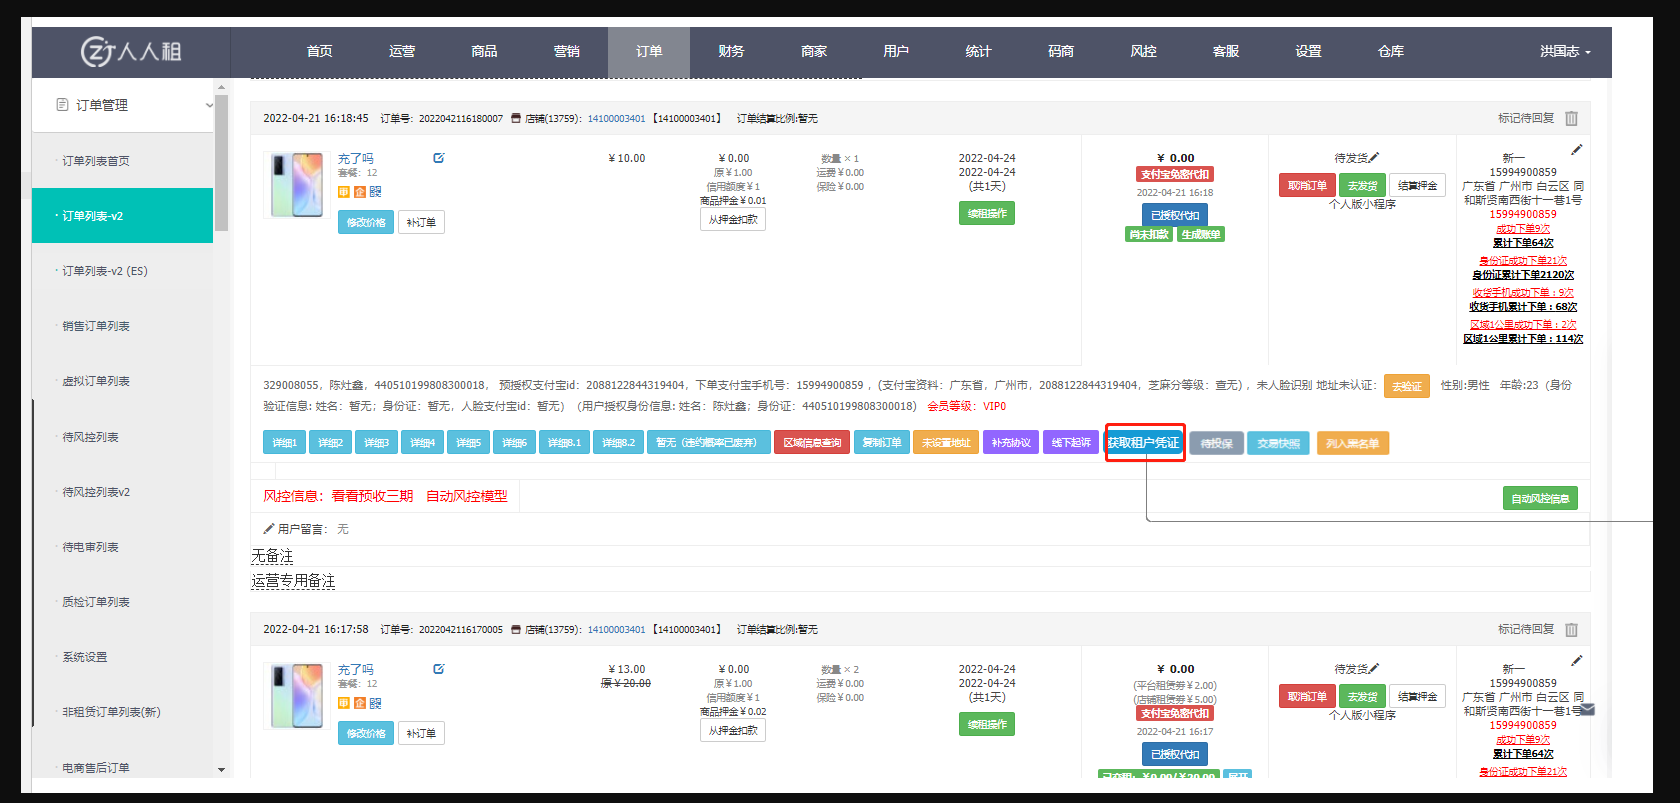 人人租
首页 运营 商品 营销 订单 财务 商家 用户 统计 码商 风控 客服 设置 仓库 洪国志
订单管理
订单列表首页
订单列表-v2
订单列表-v2 (ES)
销售订单列表
虚拟订单列表
待风控列表
待风控列表v2
待电审列表
质检订单列表
系统设置
非租赁订单列表(新)
电商售后订单
2022-04-21 16:18:45 订单号: 2022042116180007 店铺(13759): 14100003401 【14100003401】 订单结算比例:暂无 标记待回复
充了吗
套餐: 12
审 企
修改价格 补订单
¥10.00
¥0.00
原¥1.00
信用额度¥1
商品押金¥0.01
从押金扣款
数量 × 1
运费¥0.00
保险¥0.00
2022-04-24
2022-04-24
(共1天)
续租操作
¥ 0.00
支付宝免密代扣
2022-04-21 16:18
已授权代扣
尚未扣款 生成账单
待发货
取消订单 去发货 结算押金
个人版小程序
新一
15994900859
广东省 广州市 白云区 同
和斯贤南西街十一巷1号
15994900859
成功下单9次
累计下单64次
身份证成功下单21次
身份证累计下单2120次
收货手机成功下单:9次
收货手机累计下单:68次
区域1公里成功下单:2次
区域1公里累计下单:114次
329008055, 陈灶鑫, 440510199808300018, 预授权支付宝id: 2088122844319404, 下单支付宝手机号: 15994900859 , (支付宝资料: 广东省, 广州市, 2088122844319404, 芝麻分等级: 查无) , 未人脸识别 地址未认证: 去验证 性别:男性 年龄:23 (身份
验证信息: 姓名: 暂无; 身份证: 暂无, 人脸支付宝id: 暂无) (用户授权身份信息: 姓名: 陈灶鑫; 身份证: 440510199808300018) 会员等级: VIP0
详细1 详细2 详细3 详细4 详细5 详细6 详细8.1 详细8.2 暂无 (违约概率已废弃) 区域信息查询 复制订单 未设置地址 补充协议 线下起诉 获取租户凭证 待投保 交易快照 列入黑名单
风控信息: 看看预收三期 自动风控模型 自动风控信息
用户留言: 无
无备注
运营专用备注
2022-04-21 16:17:58 订单号: 2022042116170005 店铺(13759): 14100003401 【14100003401】 订单结算比例:暂无 标记待回复
充了吗
套餐: 12
审 企
修改价格 补订单
¥13.00
原¥20.00
¥0.00
原¥1.00
信用额度¥1
商品押金¥0.02
从押金扣款
数量 × 2
运费¥0.00
保险¥0.00
2022-04-24
2022-04-24
(共1天)
续租操作
¥ 0.00
(平台租赁券¥2.00)
(店铺租赁券¥5.00)
支付宝免密代扣
2022-04-21 16:17
已授权代扣
已交租: ¥0.00/¥20.00 展开
待发货
取消订单 去发货 结算押金
个人版小程序
新一
15994900859
广东省 广州市 白云区 同
和斯贤南西街十一巷1号
15994900859
成功下单9次
累计下单64次
身份证成功下单21次